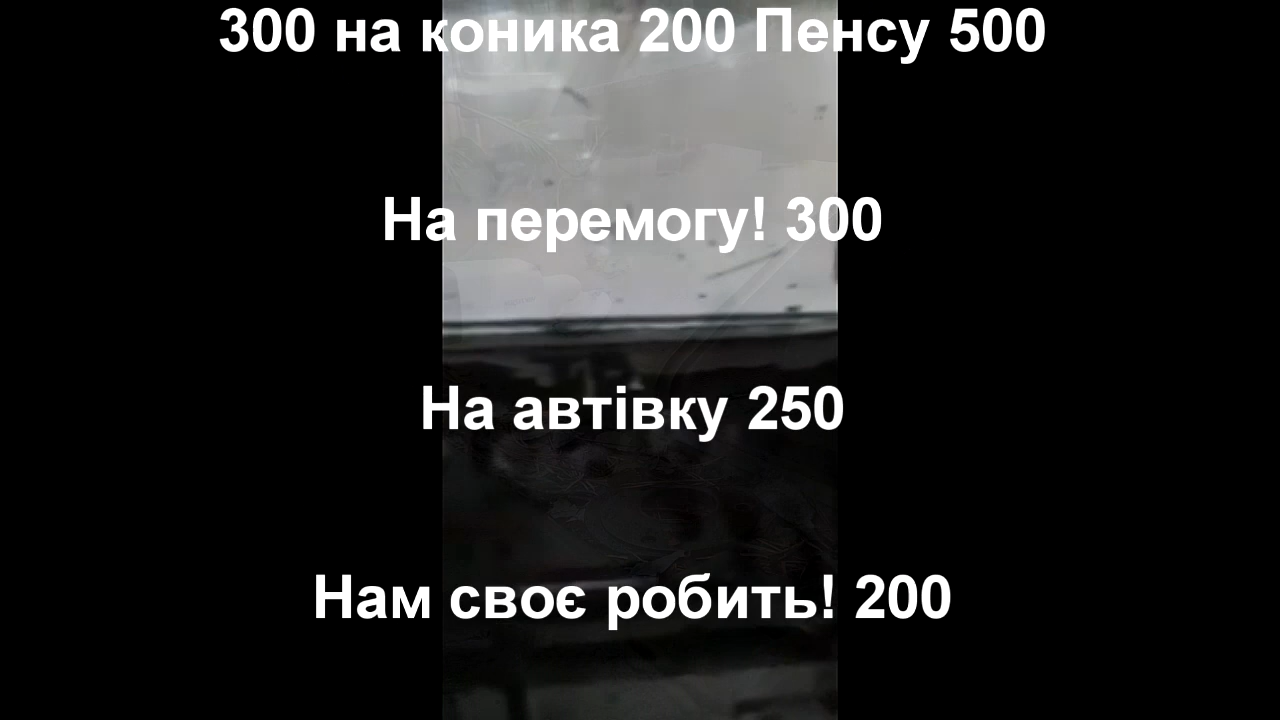 300 на коника 200 Пенсу 500
На перемогу! 300
На автівку 250
Нам своє робить! 200